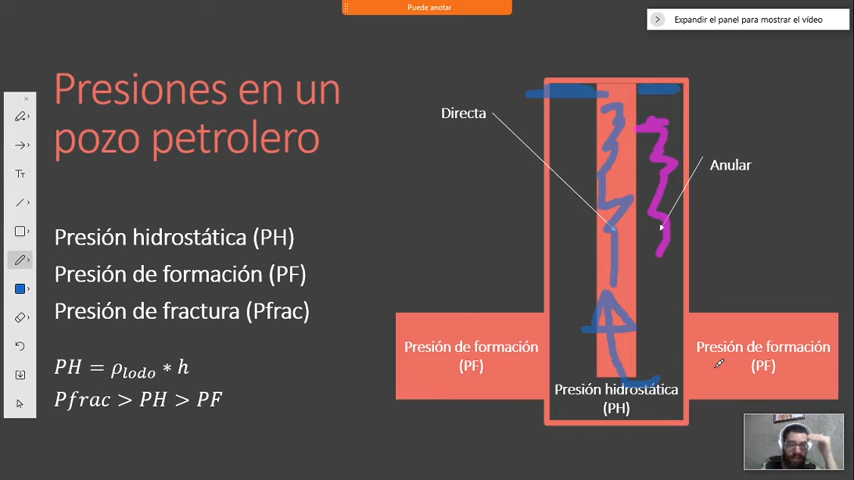 Puede anotar
Expandir el panel para mostrar el vídeo
Presiones en un
pozo petrolero
Presión hidrostática (PH)
Presión de formación (PF)
Presión de fractura (Pfrac)
PH = ρlodo * h
Pfrac > PH > PF
Directa
Anular
Presión de formación
(PF)
Presión hidrostática
(PH)
Presión de formación
(PF)
Tт